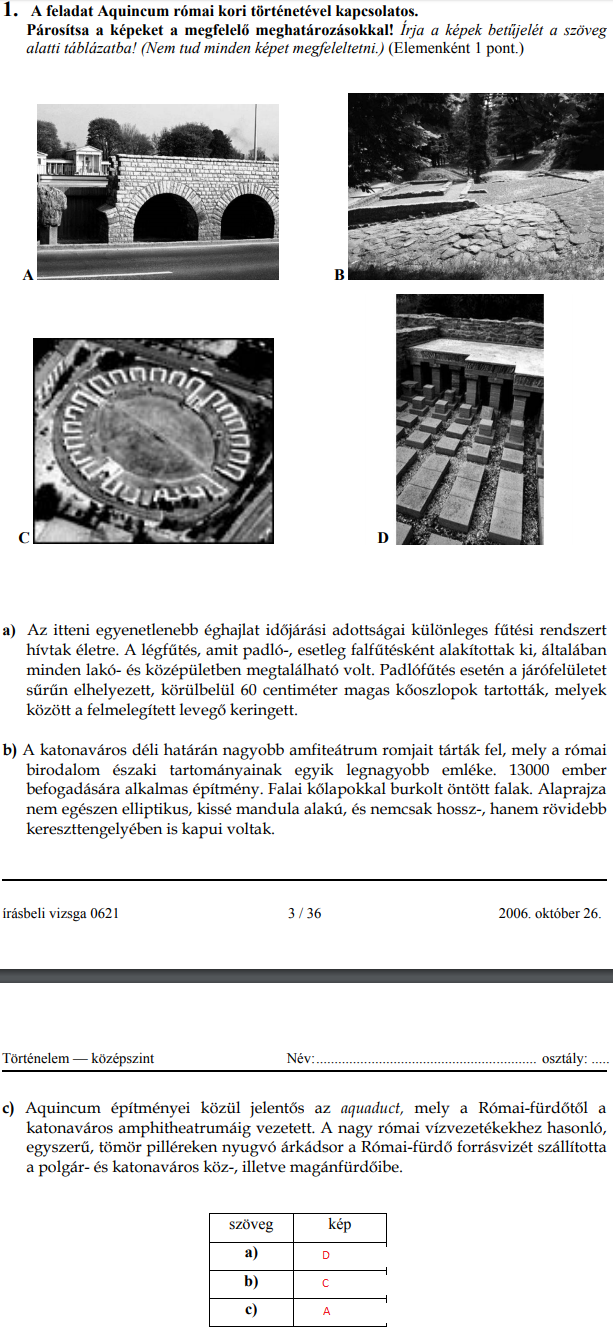 1. A feladat Aquincum római kori történetével kapcsolatos.
Párosítsa a képeket a megfelelő meghatározásokkal! Írja a képek betűjelét a szöveg
alatti táblázatba! (Nem tud minden képet megfeleltetni.) (Elemenként 1 pont.)
A
B
C
D
a) Az itteni egyenetlenebb éghajlat időjárási adottságai különleges fűtési rendszert
hívtak életre. A légfűtés, amit padló-, esetleg falfűtésként alakítottak ki, általában
minden lakó- és középületben megtalálható volt. Padlófűtés esetén a járófelületet
sűrűn elhelyezett, körülbelül 60 centiméter magas kőoszlopok tartották, melyek
között a felmelegített levegő keringett.
b) A katonaváros déli határán nagyobb amfiteátrum romjait tárták fel, mely a római
birodalom északi tartományainak egyik legnagyobb emléke. 13000 ember
befogadására alkalmas építmény. Falai kőlapokkal burkolt öntött falak. Alaprajza
nem egészen elliptikus, kissé mandula alakú, és nemcsak hossz-, hanem rövidebb
kereszttengelyében is kapui voltak.
írásbeli vizsga 0621
3 / 36
2006. október 26.
Történelem — középszint
Név:............................................................ osztály: .....
c) Aquincum építményei közül jelentős az aquaduct, mely a Római-fürdőtől a
katonaváros amphitheatrumáig vezetett. A nagy római vízvezetékekhez hasonló,
egyszerű, tömör pilléreken nyugvó árkádsor a Római-fürdő forrásvizét szállította
a polgár- és katonaváros köz-, illetve magánfürdőibe.
szöveg kép
a) D
b) C
c) A